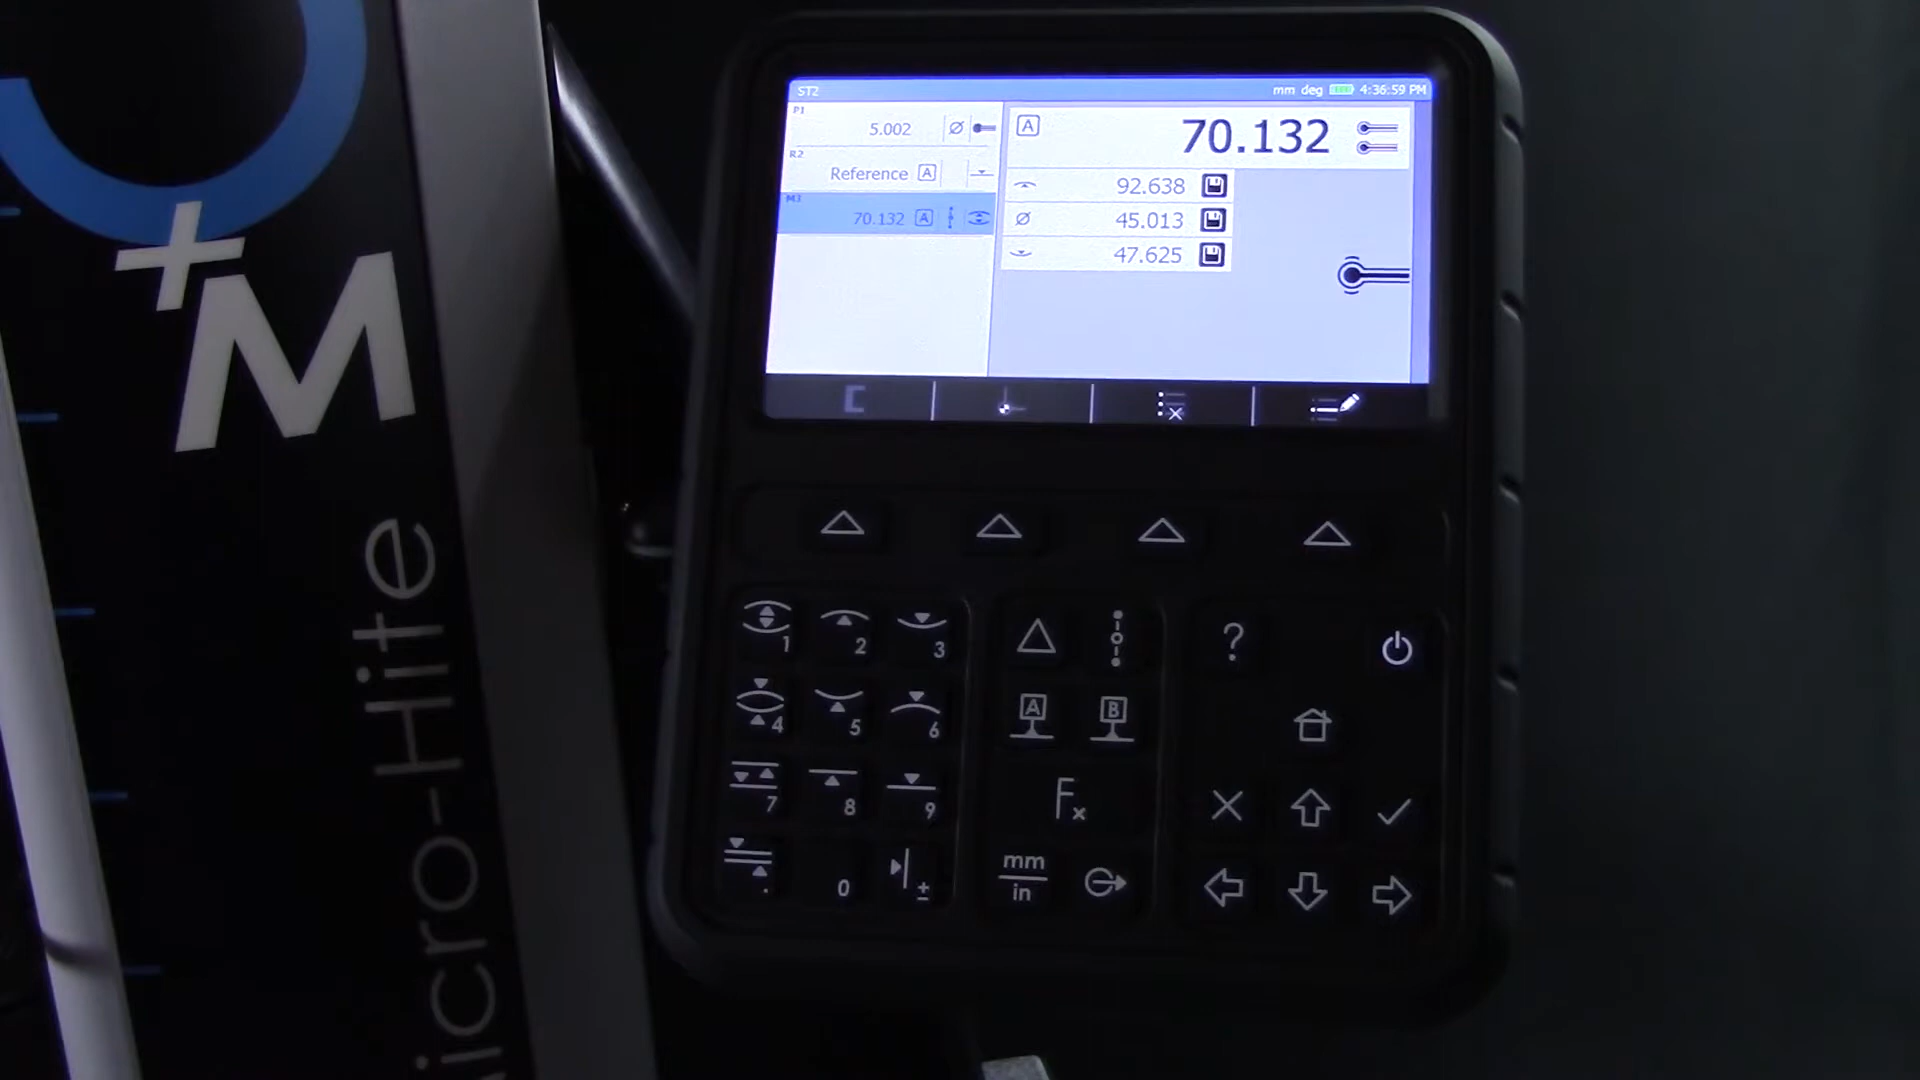 ST2 mm deg 4:36:59 PM
P1
5.002 Ø
R2
Reference A
M3
70.132 A
A 70.132
92.638
Ø 45.013
47.625
+M
icro-Hite
1 2 3
?
4 5 6
A B
7 8 9
Fx
. 0 ±
mm
in